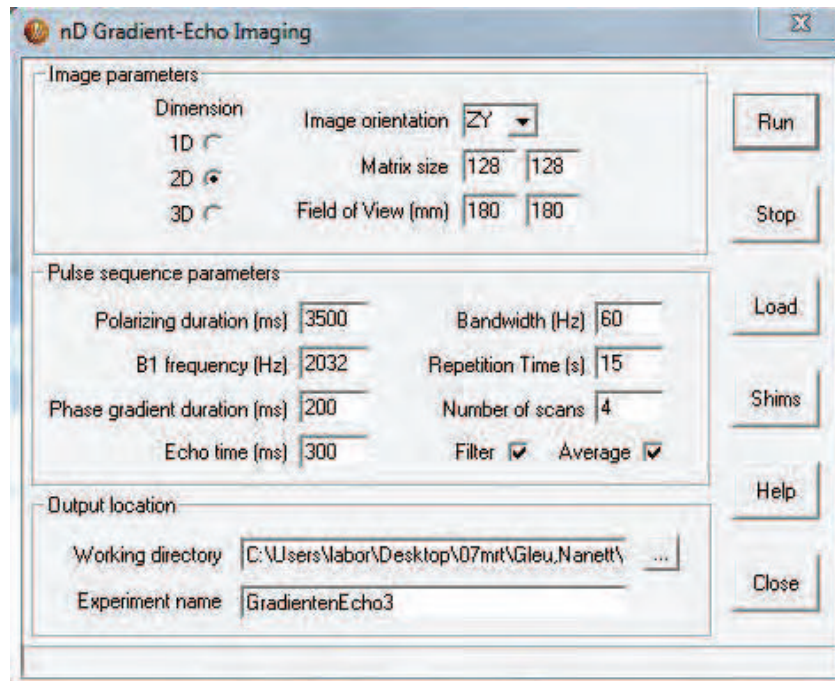 nD Gradient-Echo Imaging
Image parameters
Dimension
1D
2D
3D
Image orientation ZY
Matrix size 128 128
Field of View (mm) 180 180
Pulse sequence parameters
Polarizing duration (ms) 3500
B1 frequency (Hz) 2032
Phase gradient duration (ms) 200
Echo time (ms) 300
Bandwidth (Hz) 60
Repetition Time (s) 15
Number of scans 4
Filter Average
Output location
Working directory C:\Users\labor\Desktop\07mrt\Gleu,Nanett\ ...
Experiment name GradientenEcho3
Run
Stop
Load
Shims
Help
Close